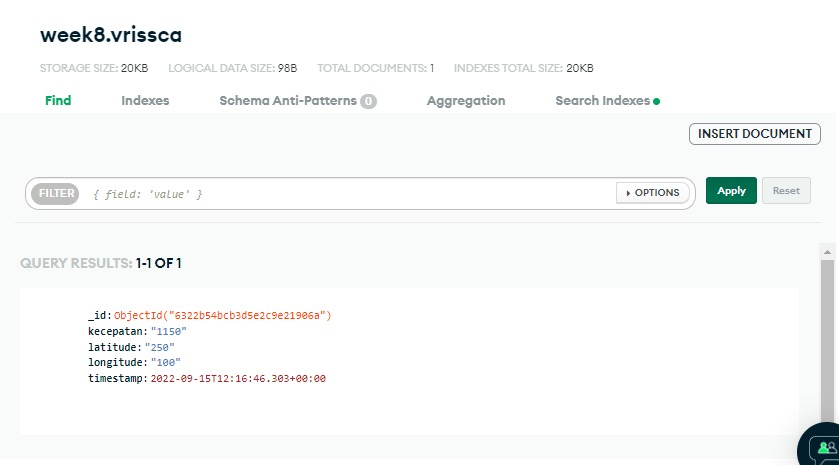 week8.vrissca
STORAGE SIZE: 20KB LOGICAL DATA SIZE: 98B TOTAL DOCUMENTS: 1 INDEXES TOTAL SIZE: 20KB
Find Indexes Schema Anti-Patterns 0 Aggregation Search Indexes
INSERT DOCUMENT
FILTER { field: 'value' } OPTIONS Apply Reset
QUERY RESULTS: 1-1 OF 1
_id: ObjectId("6322b54bcb3d5e2c9e21906a")
kecepatan: "1150"
latitude: "250"
longitude: "100"
timestamp: 2022-09-15T12:16:46.303+00:00